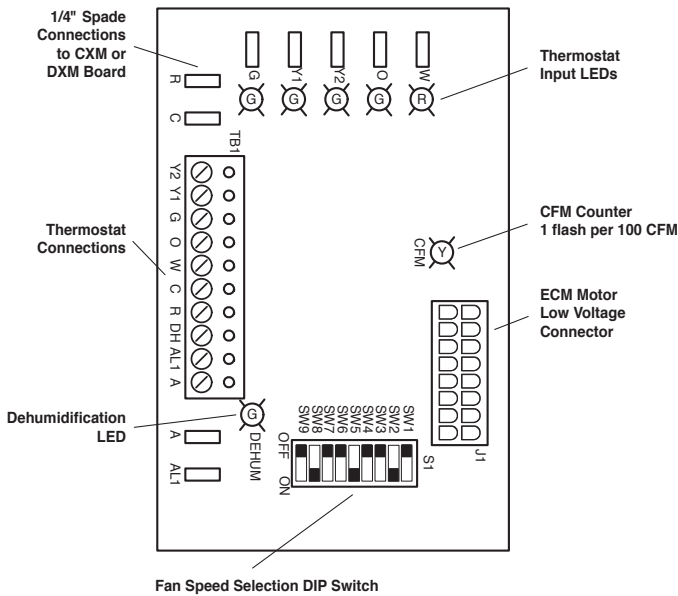 1/4" Spade
Connections
to CXM or
DXM Board
Thermostat
Input LEDs
G
Y1
Y2
O
W
G
G
G
G
R
R
C
TB1
Y2
Y1
G
O
W
C
R
DH
AL1
A
Thermostat
Connections
CFM Counter
1 flash per 100 CFM
CFM
Y
ECM Motor
Low Voltage
Connector
J1
Dehumidification
LED
G
DEHUM
A
AL1
SW9
SW8
SW7
SW6
SW5
SW4
SW3
SW2
SW1
OFF
ON
S1
Fan Speed Selection DIP Switch